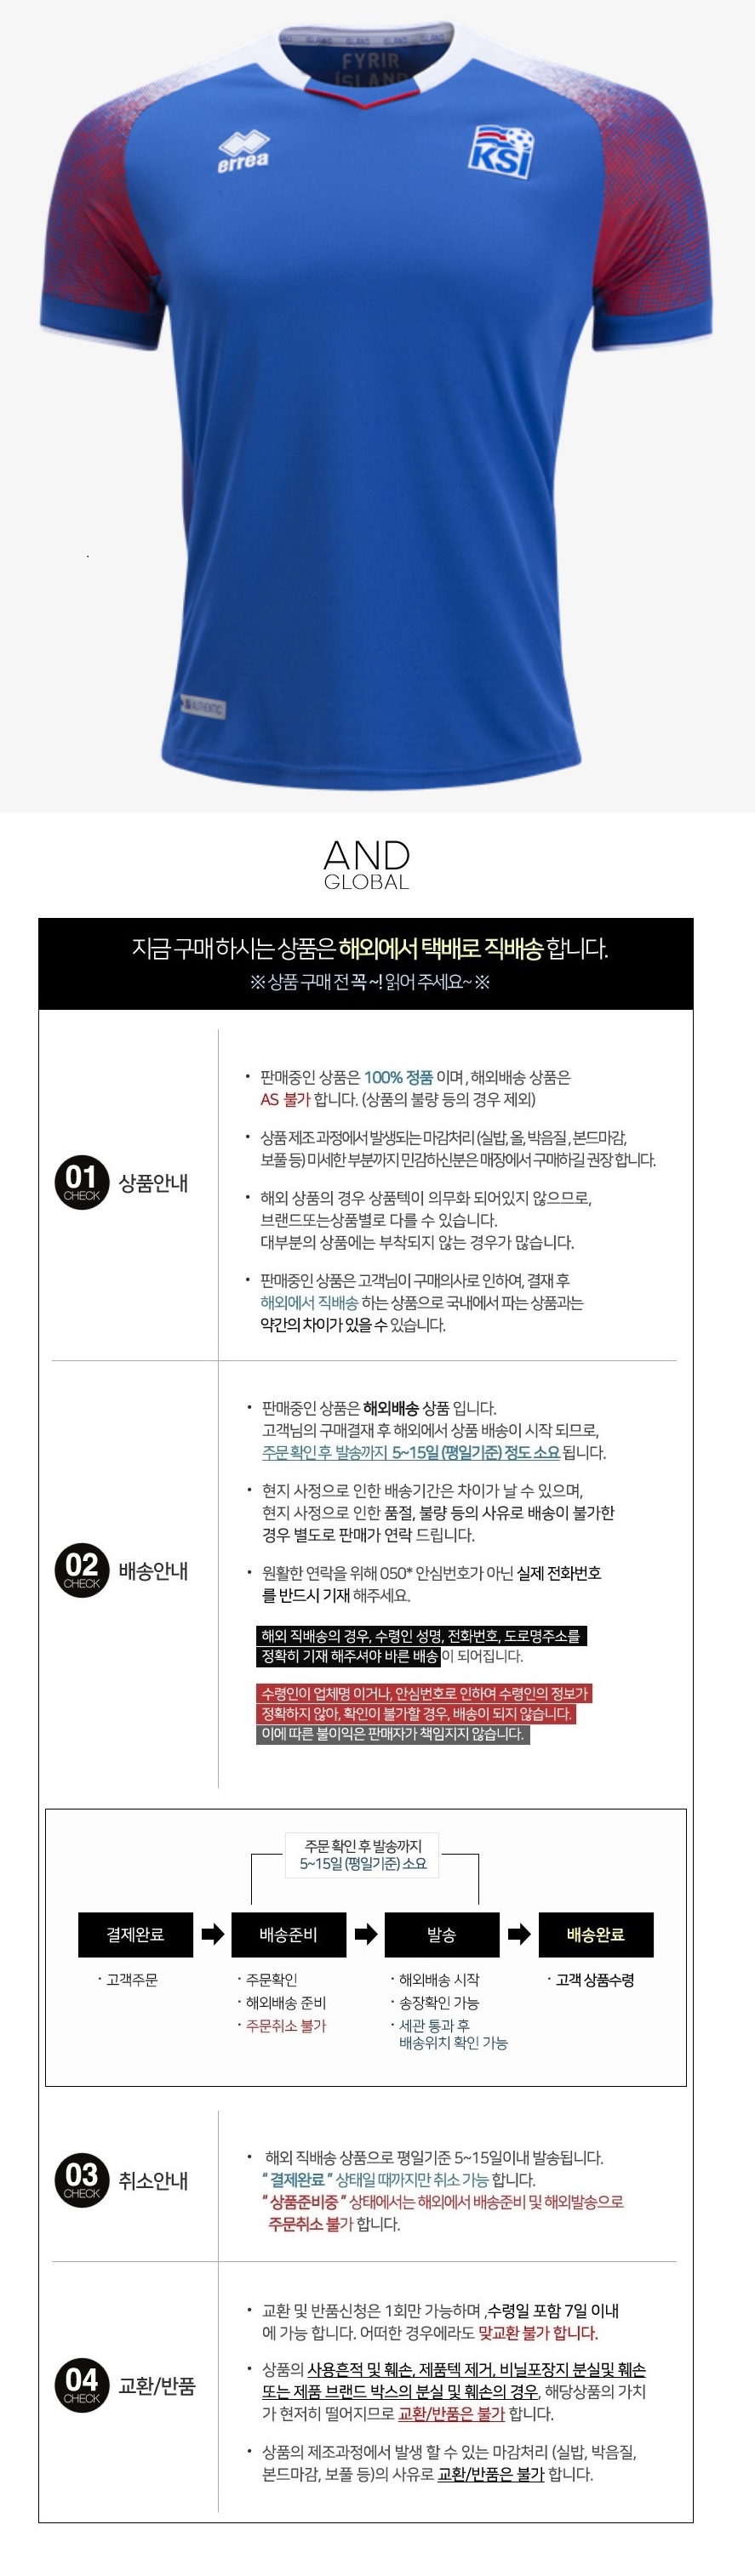 ISLAND ISLAND ISLAND
FYRIR
ÍSLAND
errea
KSÍ
AUTHENTIC
AND
GLOBAL
지금 구매 하시는 상품은 해외에서 택배로 직배송 합니다.
※ 상품 구매 전 꼭 ~! 읽어 주세요~ ※
01
CHECK
상품안내
• 판매중인 상품은 100% 정품 이며 , 해외배송 상품은
AS 불가 합니다. (상품의 불량 등의 경우 제외)
• 상품 제조 과정에서 발생되는 마감처리 (실밥, 올, 박음질 , 본드마감,
보풀 등) 미세한 부분까지 민감하신분은 매장에서 구매하길 권장 합니다.
• 해외 상품의 경우 상품텍이 의무화 되어있지 않으므로,
브랜드또는상품별로 다를 수 있습니다.
대부분의 상품에는 부착되지 않는 경우가 많습니다.
• 판매중인 상품은 고객님이 구매의사로 인하여, 결재 후
해외에서 직배송 하는 상품으로 국내에서 파는 상품과는
약간의 차이가 있을 수 있습니다.
02
CHECK
배송안내
• 판매중인 상품은 해외배송 상품 입니다.
고객님의 구매결재 후 해외에서 상품 배송이 시작 되므로,
주문 확인 후 발송까지 5~15일 (평일기준) 정도 소요 됩니다.
• 현지 사정으로 인한 배송기간은 차이가 날 수 있으며,
현지 사정으로 인한 품절, 불량 등의 사유로 배송이 불가한
경우 별도로 판매가 연락 드립니다.
• 원활한 연락을 위해 050* 안심번호가 아닌 실제 전화번호
를 반드시 기재 해주세요.
해외 직배송의 경우, 수령인 성명, 전화번호, 도로명주소를
정확히 기재 해주셔야 바른 배송이 되어집니다.
수령인이 업체명 이거나, 안심번호로 인하여 수령인의 정보가
정확하지 않아, 확인이 불가할 경우, 배송이 되지 않습니다.
이에 따른 불이익은 판매자가 책임지지 않습니다.
주문 확인 후 발송까지
5~15일 (평일기준) 소요
결제완료
배송준비
발송
배송완료
· 고객주문
· 주문확인
· 해외배송 준비
· 주문취소 불가
· 해외배송 시작
· 송장확인 가능
· 세관 통과 후
배송위치 확인 가능
· 고객 상품수령
03
CHECK
취소안내
• 해외 직배송 상품으로 평일기준 5~15일이내 발송됩니다.
“ 결제완료 “ 상태일 때까지만 취소 가능 합니다.
“ 상품준비중 “ 상태에서는 해외에서 배송준비 및 해외발송으로
주문취소 불가 합니다.
04
CHECK
교환/반품
• 교환 및 반품신청은 1회만 가능하며 ,수령일 포함 7일 이내
에 가능 합니다. 어떠한 경우에라도 맞교환 불가 합니다.
• 상품의 사용흔적 및 훼손, 제품텍 제거, 비닐포장지 분실및 훼손
또는 제품 브랜드 박스의 분실 및 훼손의 경우, 해당상품의 가치
가 현저히 떨어지므로 교환/반품은 불가 합니다.
• 상품의 제조과정에서 발생 할 수 있는 마감처리 (실밥, 박음질,
본드마감, 보풀 등)의 사유로 교환/반품은 불가 합니다.